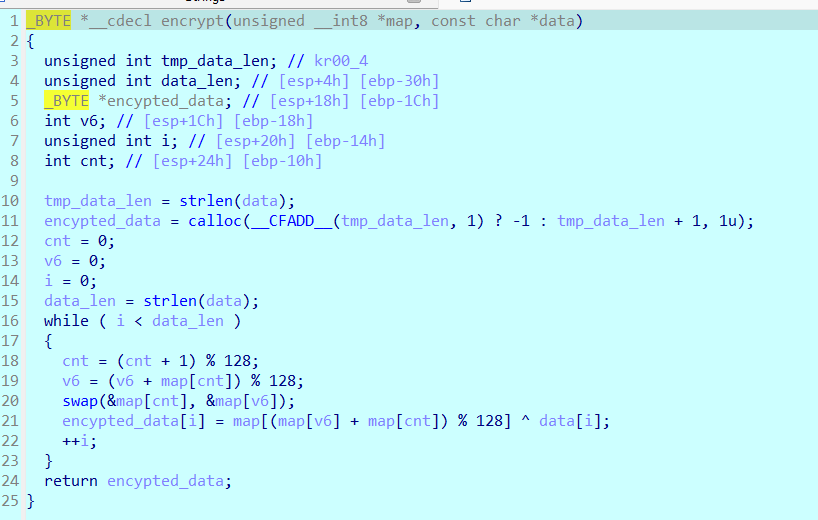 1 _BYTE *__cdecl encrypt(unsigned __int8 *map, const char *data)
2 {
3 unsigned int tmp_data_len; // kr00_4
4 unsigned int data_len; // [esp+4h] [ebp-30h]
5 _BYTE *encypted_data; // [esp+18h] [ebp-1Ch]
6 int v6; // [esp+1Ch] [ebp-18h]
7 unsigned int i; // [esp+20h] [ebp-14h]
8 int cnt; // [esp+24h] [ebp-10h]
9
10 tmp_data_len = strlen(data);
11 encypted_data = calloc(__CFADD__(tmp_data_len, 1) ? -1 : tmp_data_len + 1, 1u);
12 cnt = 0;
13 v6 = 0;
14 i = 0;
15 data_len = strlen(data);
16 while ( i < data_len )
17 {
18 cnt = (cnt + 1) % 128;
19 v6 = (v6 + map[cnt]) % 128;
20 swap(&map[cnt], &map[v6]);
21 encypted_data[i] = map[(map[v6] + map[cnt]) % 128] ^ data[i];
22 ++i;
23 }
24 return encypted_data;
25 }